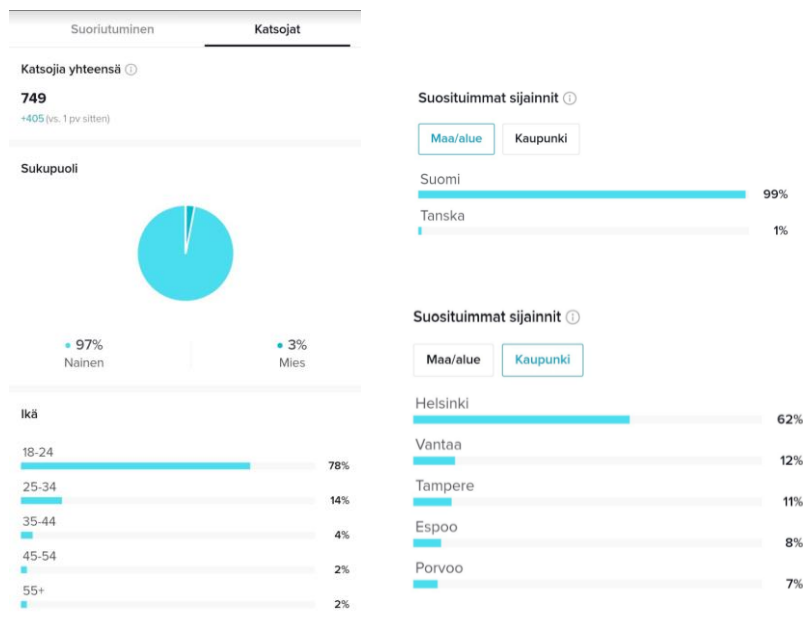 Suoriutuminen Katsojat
Katsojia yhteensä
749
+405 (vs. 1 pv sitten)
Sukupuoli
97%
Nainen
3%
Mies
Ikä
18-24
78%
25-34
14%
35-44
4%
45-54
2%
55+
2%
Suosituimmat sijainnit
Maa/alue Kaupunki
Suomi
99%
Tanska
1%
Suosituimmat sijainnit
Maa/alue Kaupunki
Helsinki
62%
Vantaa
12%
Tampere
11%
Espoo
8%
Porvoo
7%